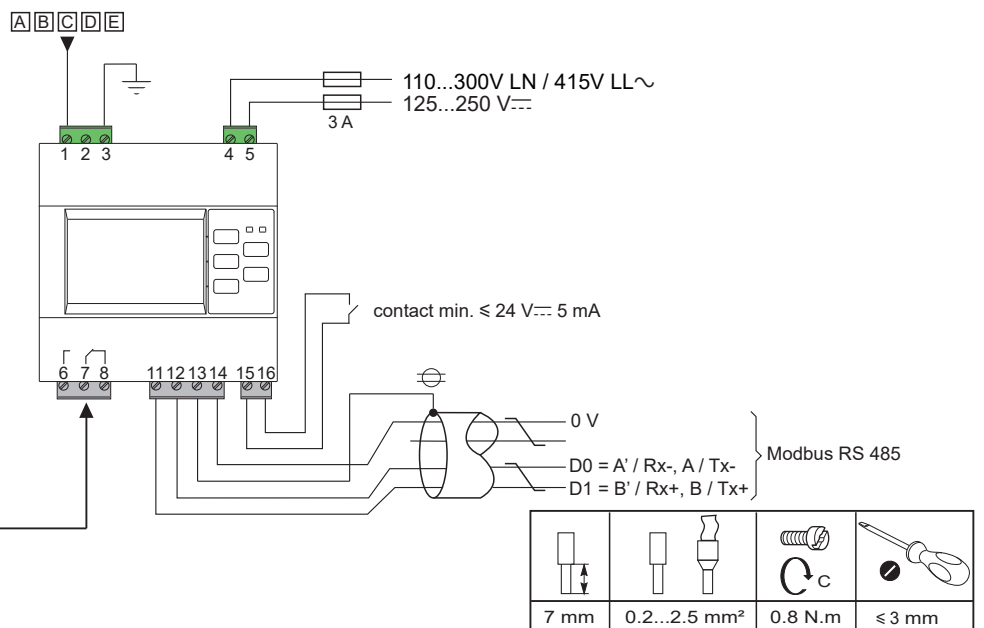 A B C D E
110...300V LN / 415V LL∼
125...250 V⎓
3 A
1 2 3
4 5
contact min. ≤ 24 V⎓ 5 mA
6 7 8
11 12 13 14
15 16
0 V
D0 = A' / Rx-, A / Tx-
D1 = B' / Rx+, B / Tx+
Modbus RS 485
C
7 mm
0.2...2.5 mm²
0.8 N.m
≤ 3 mm